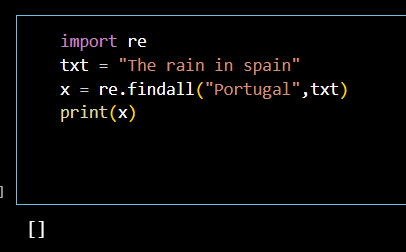 import re
txt = "The rain in spain"
x = re.findall("Portugal",txt)
print(x)
]
[]